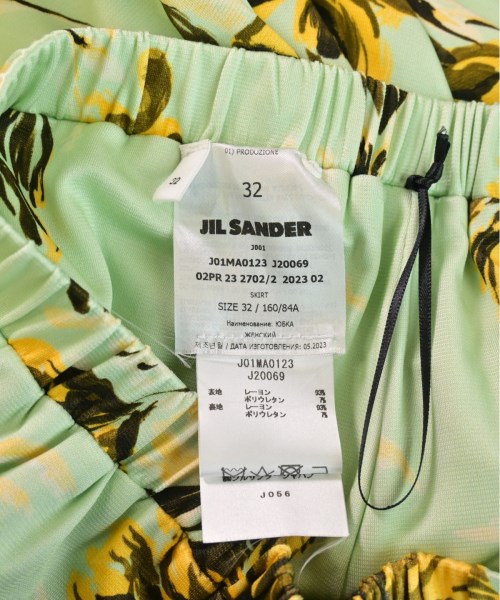 01) PRODUZIONE
32
32
JIL SANDER
J001
J01MA0123 J20069
02PR 23 2702/2 2023 02
SKIRT
SIZE 32 / 160/84A
Наименование: ЮБКА
ЖЕНСКИЙ
/ ДАТА ИЗГОТОВЛЕНИЯ: 05.2023
J01MA0123
J20069
表地 レーヨン 93%
ポリウレタン 7%
裏地 レーヨン 93%
ポリウレタン 7%
J056